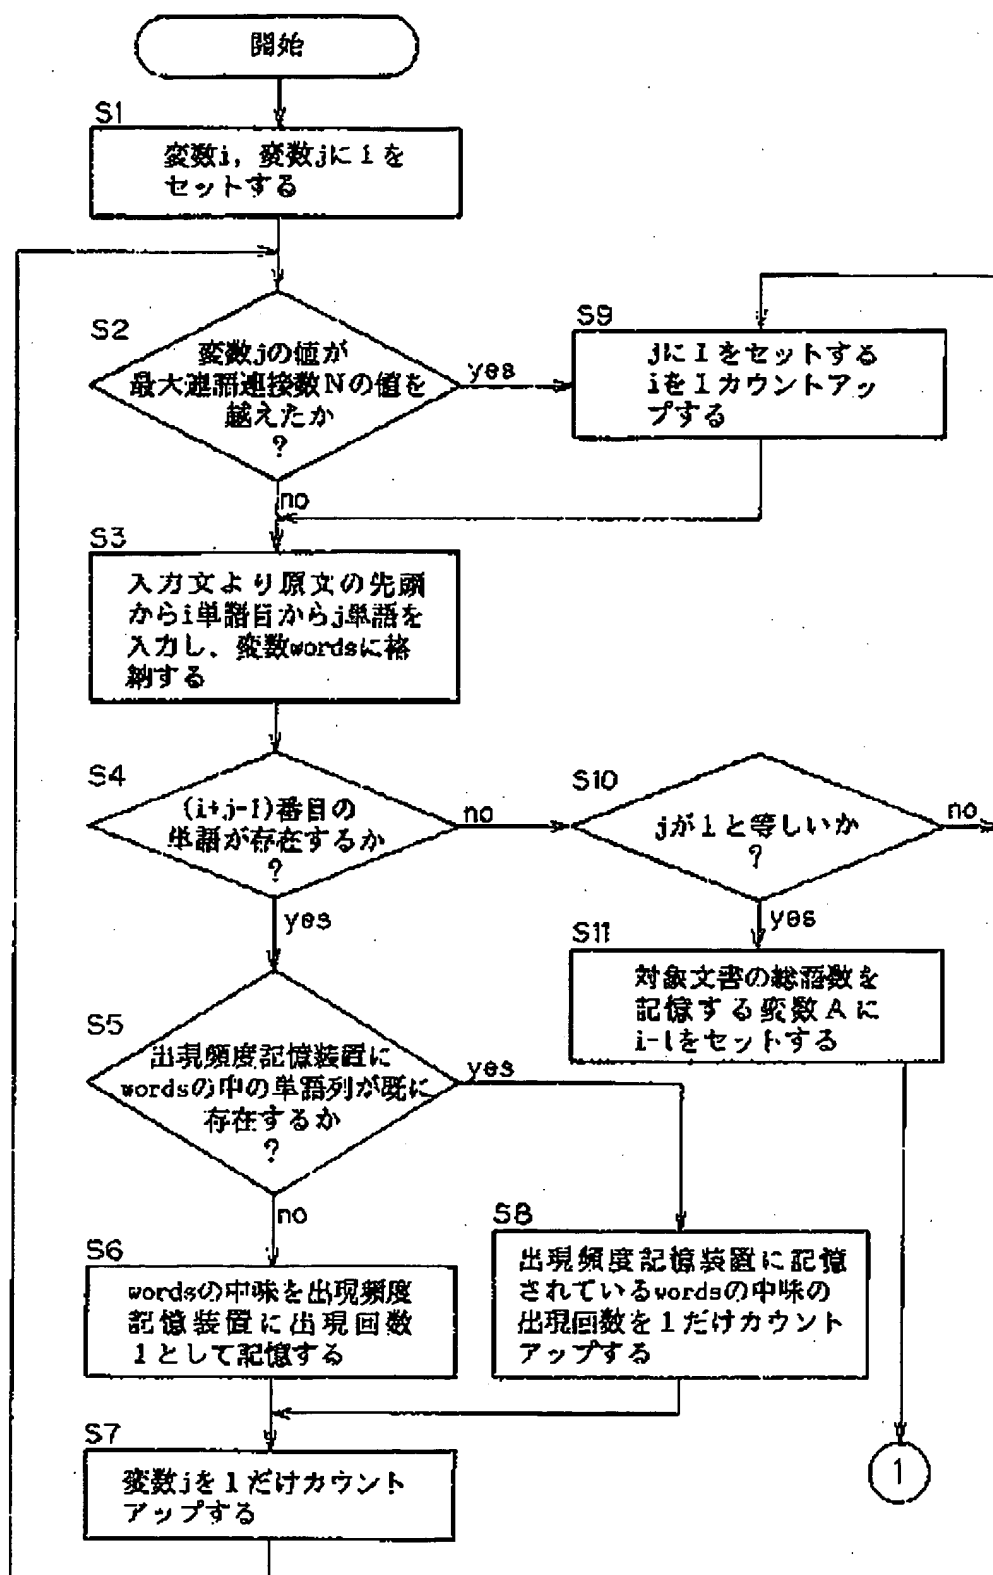 開始
S1
変数i, 変数jに1を
セットする
S2
変数jの値が
最大連語連接数Nの値を
越えたか
?
yes
no
S9
jに1をセットする
iを1カウントアッ
プする
S3
入力文より原文の先頭
からi単語目からj単語を
入力し、変数wordsに格
納する
S4
(i+j-1)番目の
単語が存在するか
?
no
yes
S10
jが1と等しいか
?
no
yes
S11
対象文書の総語数を
記憶する変数Aに
i-1をセットする
S5
出現頻度記憶装置に
wordsの中の単語列が既に
存在するか
?
yes
no
S6
wordsの中味を出現頻度
記憶装置に出現回数
1として記憶する
S8
出現頻度記憶装置に記憶
されているwordsの中味の
出現回数を1だけカウント
アップする
S7
変数jを1だけカウント
アップする
1